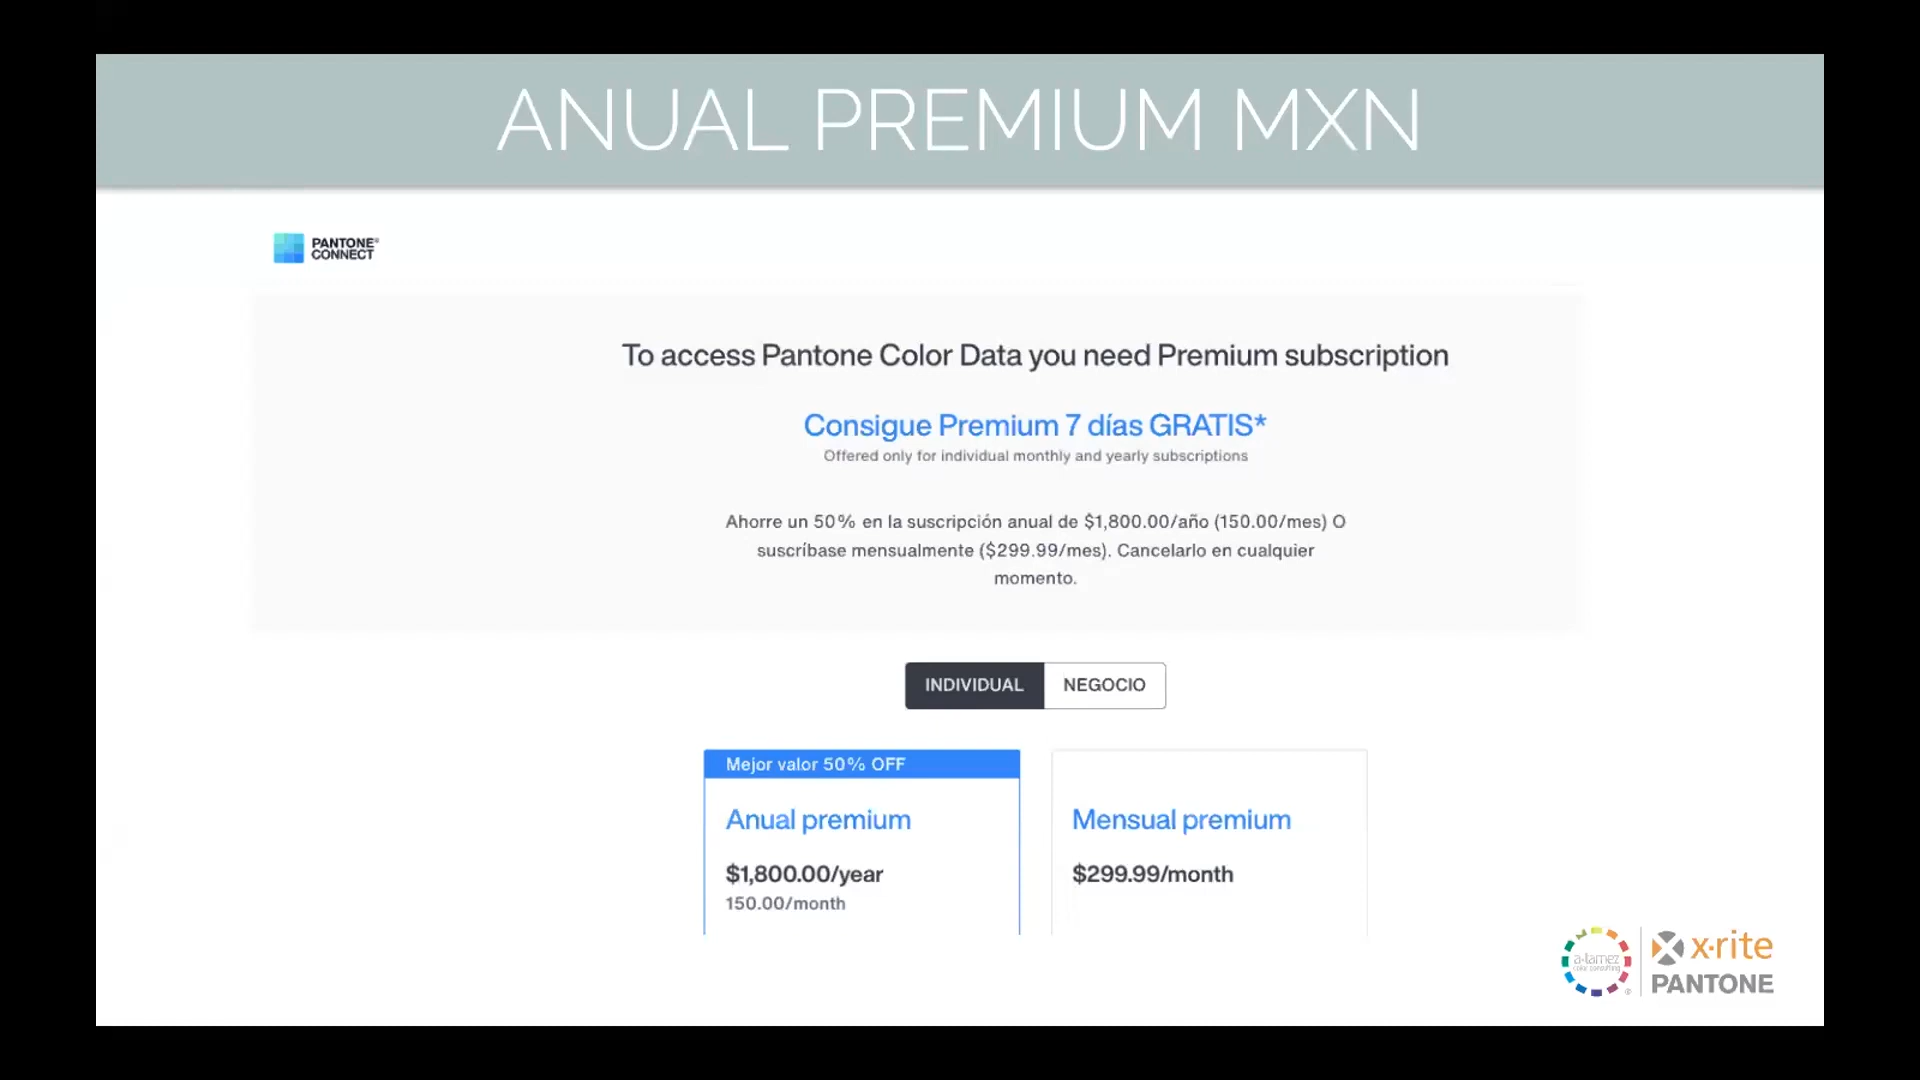 ANUAL PREMIUM MXN
PANTONE®
CONNECT
To access Pantone Color Data you need Premium subscription
Consigue Premium 7 días GRATIS*
Offered only for individual monthly and yearly subscriptions
Ahorre un 50% en la suscripción anual de $1,800.00/año (150.00/mes) O
suscríbase mensualmente ($299.99/mes). Cancelarlo en cualquier
momento.
INDIVIDUAL NEGOCIO
Mejor valor 50% OFF
Anual premium
$1,800.00/year
150.00/month
Mensual premium
$299.99/month
a·tamez
color consulting
x·rite
PANTONE